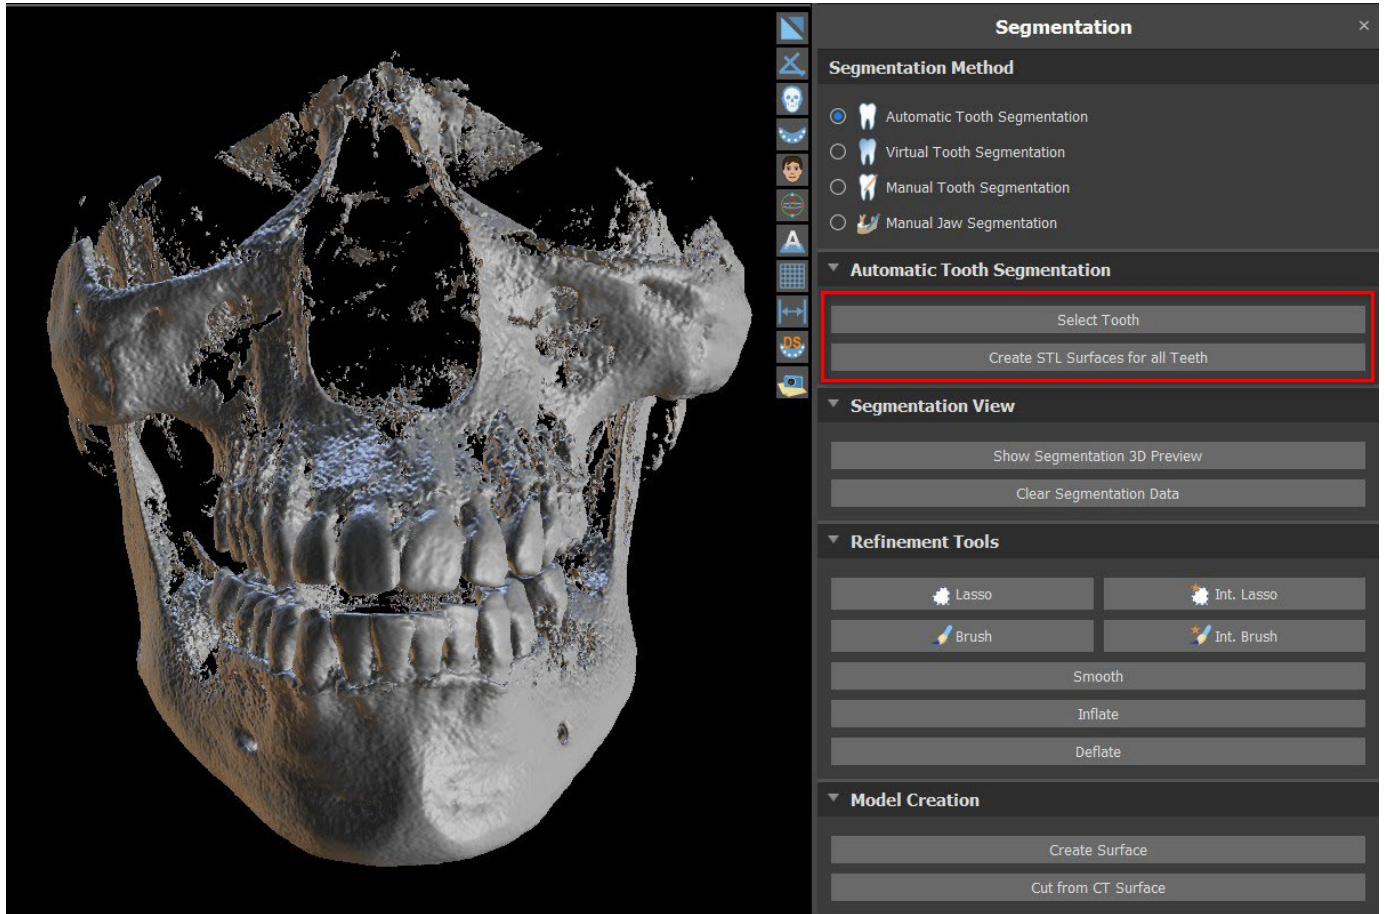 Segmentation ×
Segmentation Method
Automatic Tooth Segmentation
Virtual Tooth Segmentation
Manual Tooth Segmentation
Manual Jaw Segmentation
A
DS
Automatic Tooth Segmentation
Select Tooth
Create STL Surfaces for all Teeth
Segmentation View
Show Segmentation 3D Preview
Clear Segmentation Data
Refinement Tools
Lasso Int. Lasso
Brush Int. Brush
Smooth
Inflate
Deflate
Model Creation
Create Surface
Cut from CT Surface